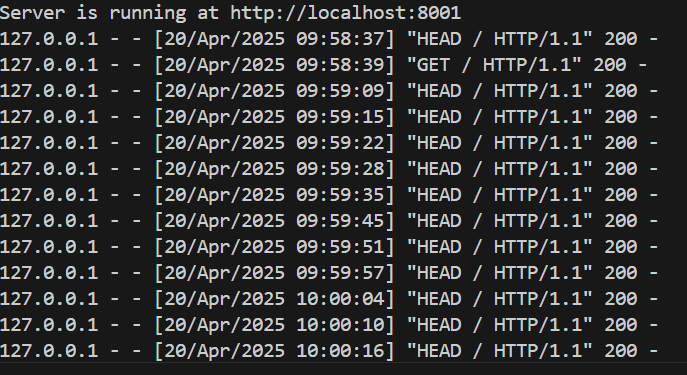 Server is running at http://localhost:8001
127.0.0.1 - - [20/Apr/2025 09:58:37] "HEAD / HTTP/1.1" 200 -
127.0.0.1 - - [20/Apr/2025 09:58:39] "GET / HTTP/1.1" 200 -
127.0.0.1 - - [20/Apr/2025 09:59:09] "HEAD / HTTP/1.1" 200 -
127.0.0.1 - - [20/Apr/2025 09:59:15] "HEAD / HTTP/1.1" 200 -
127.0.0.1 - - [20/Apr/2025 09:59:22] "HEAD / HTTP/1.1" 200 -
127.0.0.1 - - [20/Apr/2025 09:59:28] "HEAD / HTTP/1.1" 200 -
127.0.0.1 - - [20/Apr/2025 09:59:35] "HEAD / HTTP/1.1" 200 -
127.0.0.1 - - [20/Apr/2025 09:59:45] "HEAD / HTTP/1.1" 200 -
127.0.0.1 - - [20/Apr/2025 09:59:51] "HEAD / HTTP/1.1" 200 -
127.0.0.1 - - [20/Apr/2025 09:59:57] "HEAD / HTTP/1.1" 200 -
127.0.0.1 - - [20/Apr/2025 10:00:04] "HEAD / HTTP/1.1" 200 -
127.0.0.1 - - [20/Apr/2025 10:00:10] "HEAD / HTTP/1.1" 200 -
127.0.0.1 - - [20/Apr/2025 10:00:16] "HEAD / HTTP/1.1" 200 -